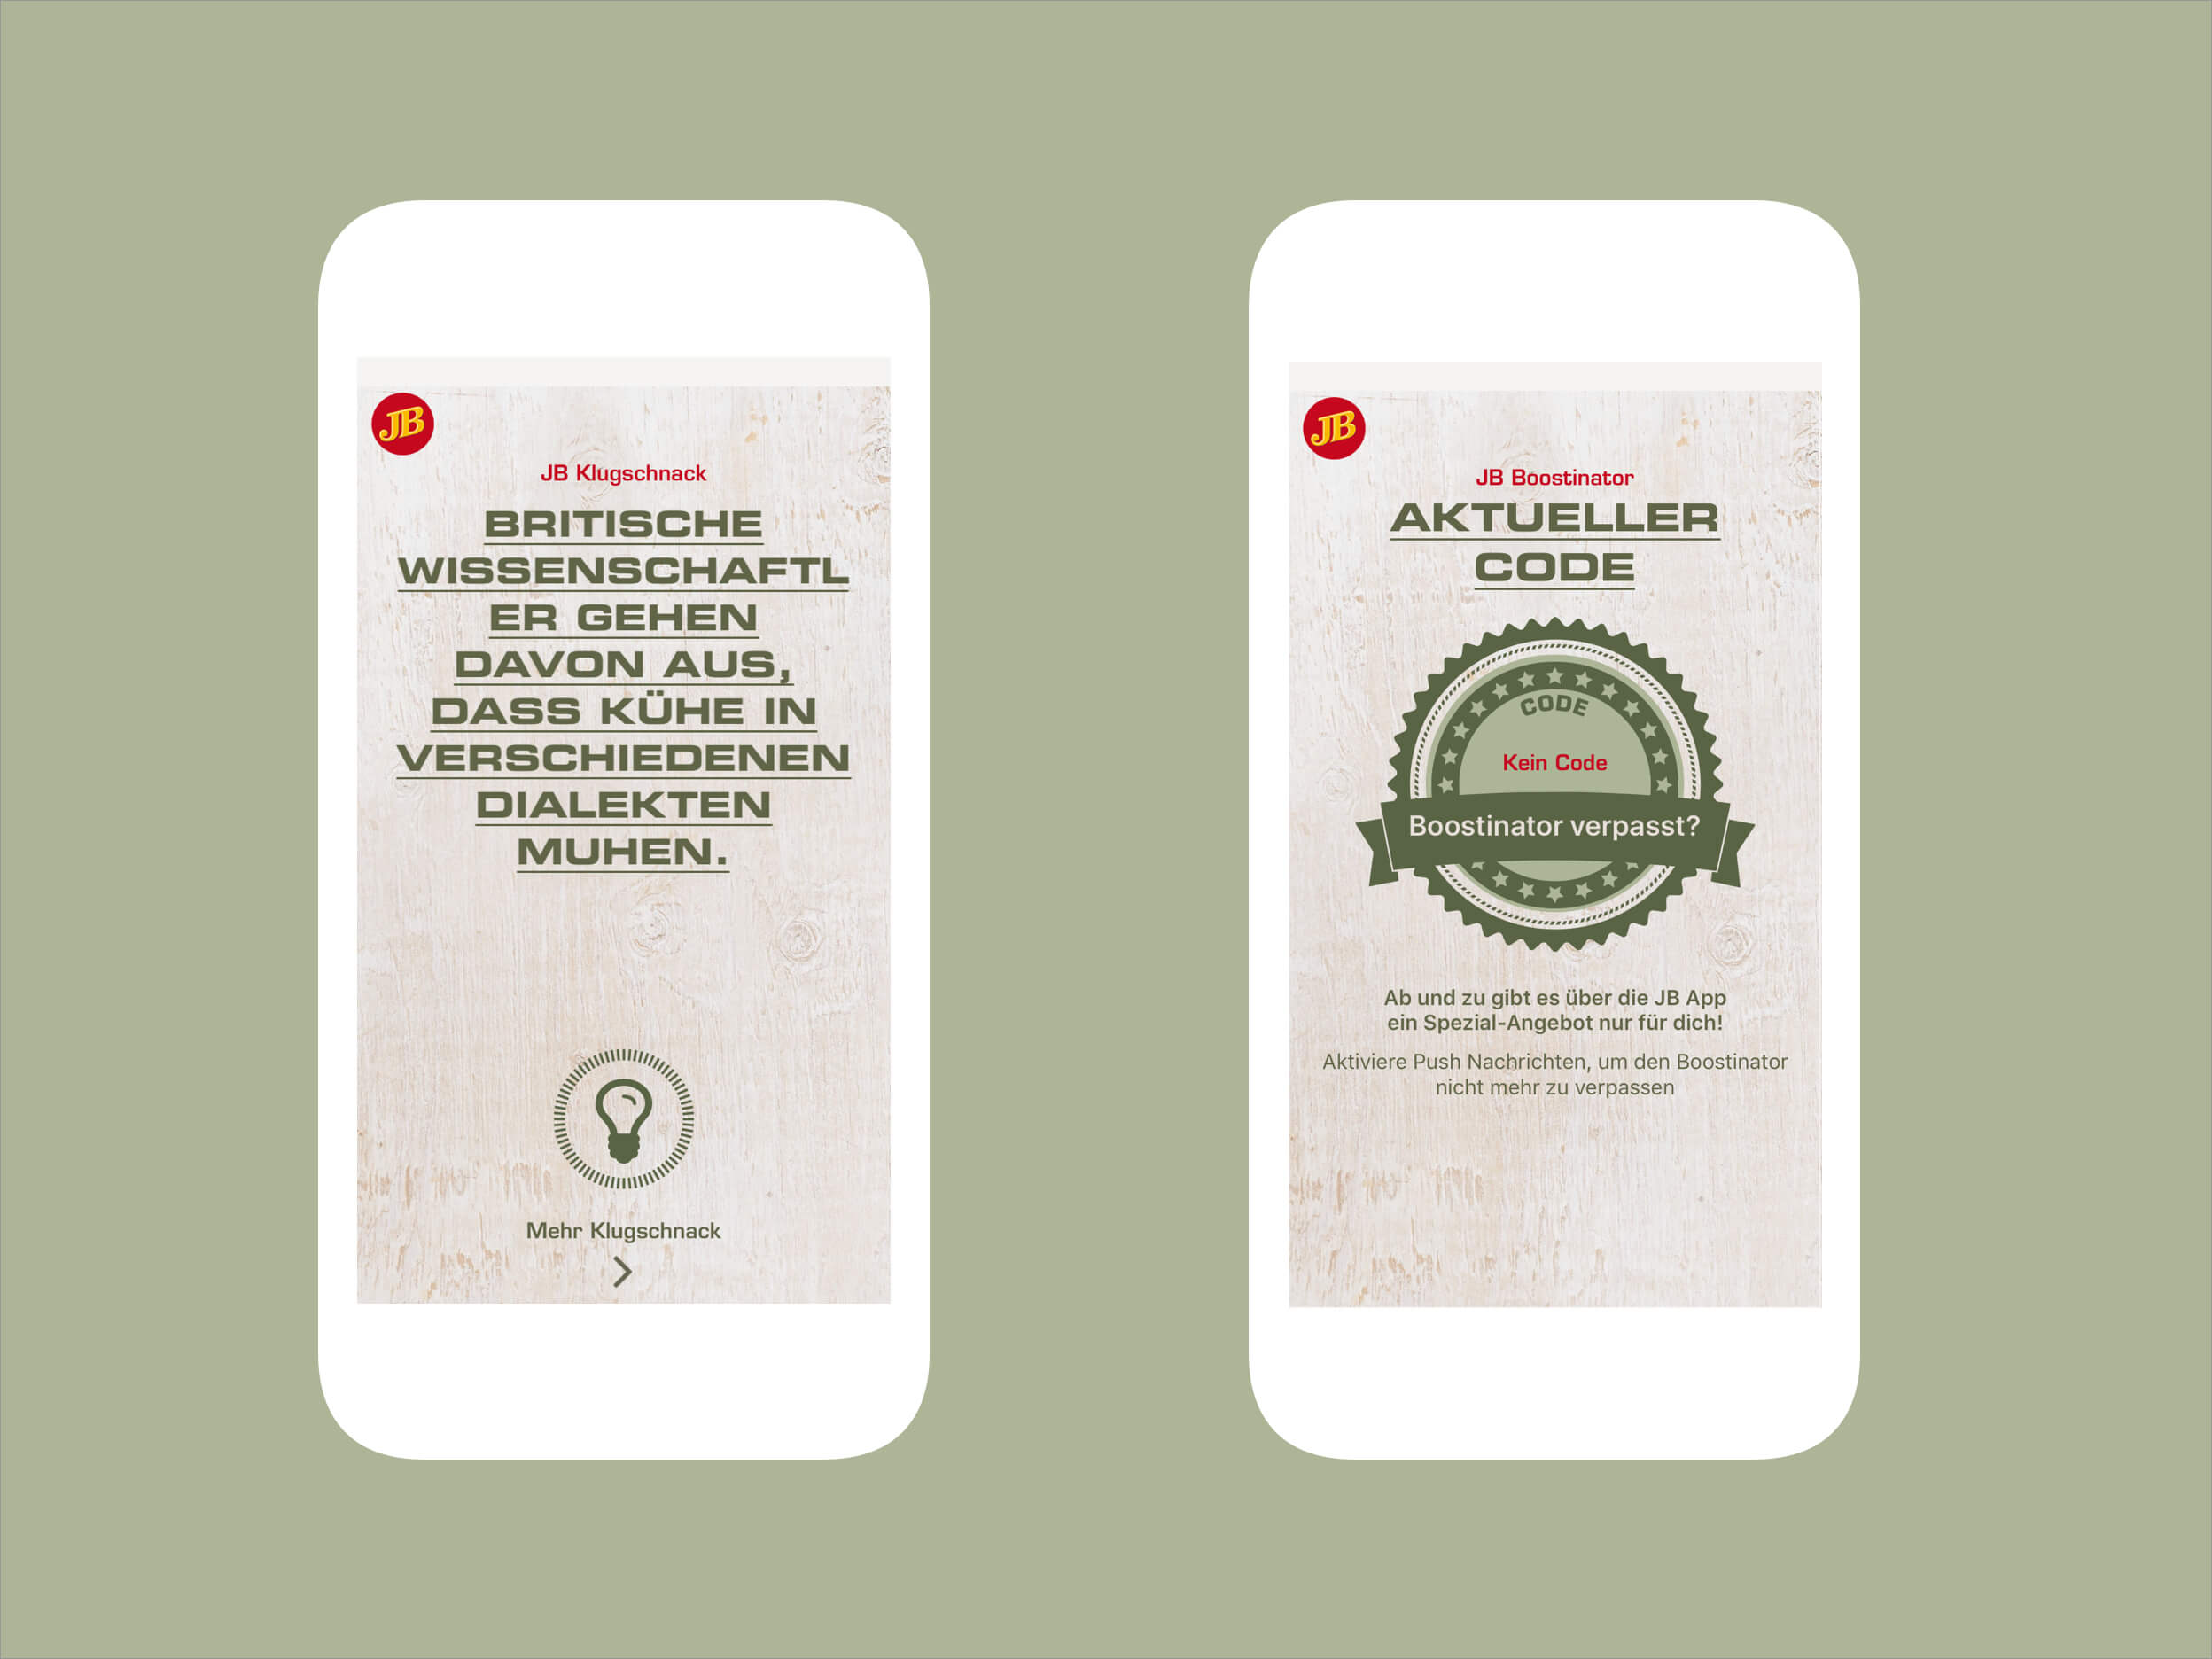 JB
JB Klugschnack
BRITISCHE
WISSENSCHAFTL
ER GEHEN
DAVON AUS,
DASS KÜHE IN
VERSCHIEDENEN
DIALEKTEN
MUHEN.
Mehr Klugschnack
JB
JB Boostinator
AKTUELLER
CODE
CODE
Kein Code
Boostinator verpasst?
Ab und zu gibt es über die JB App
ein Spezial-Angebot nur für dich!
Aktiviere Push Nachrichten, um den Boostinator
nicht mehr zu verpassen